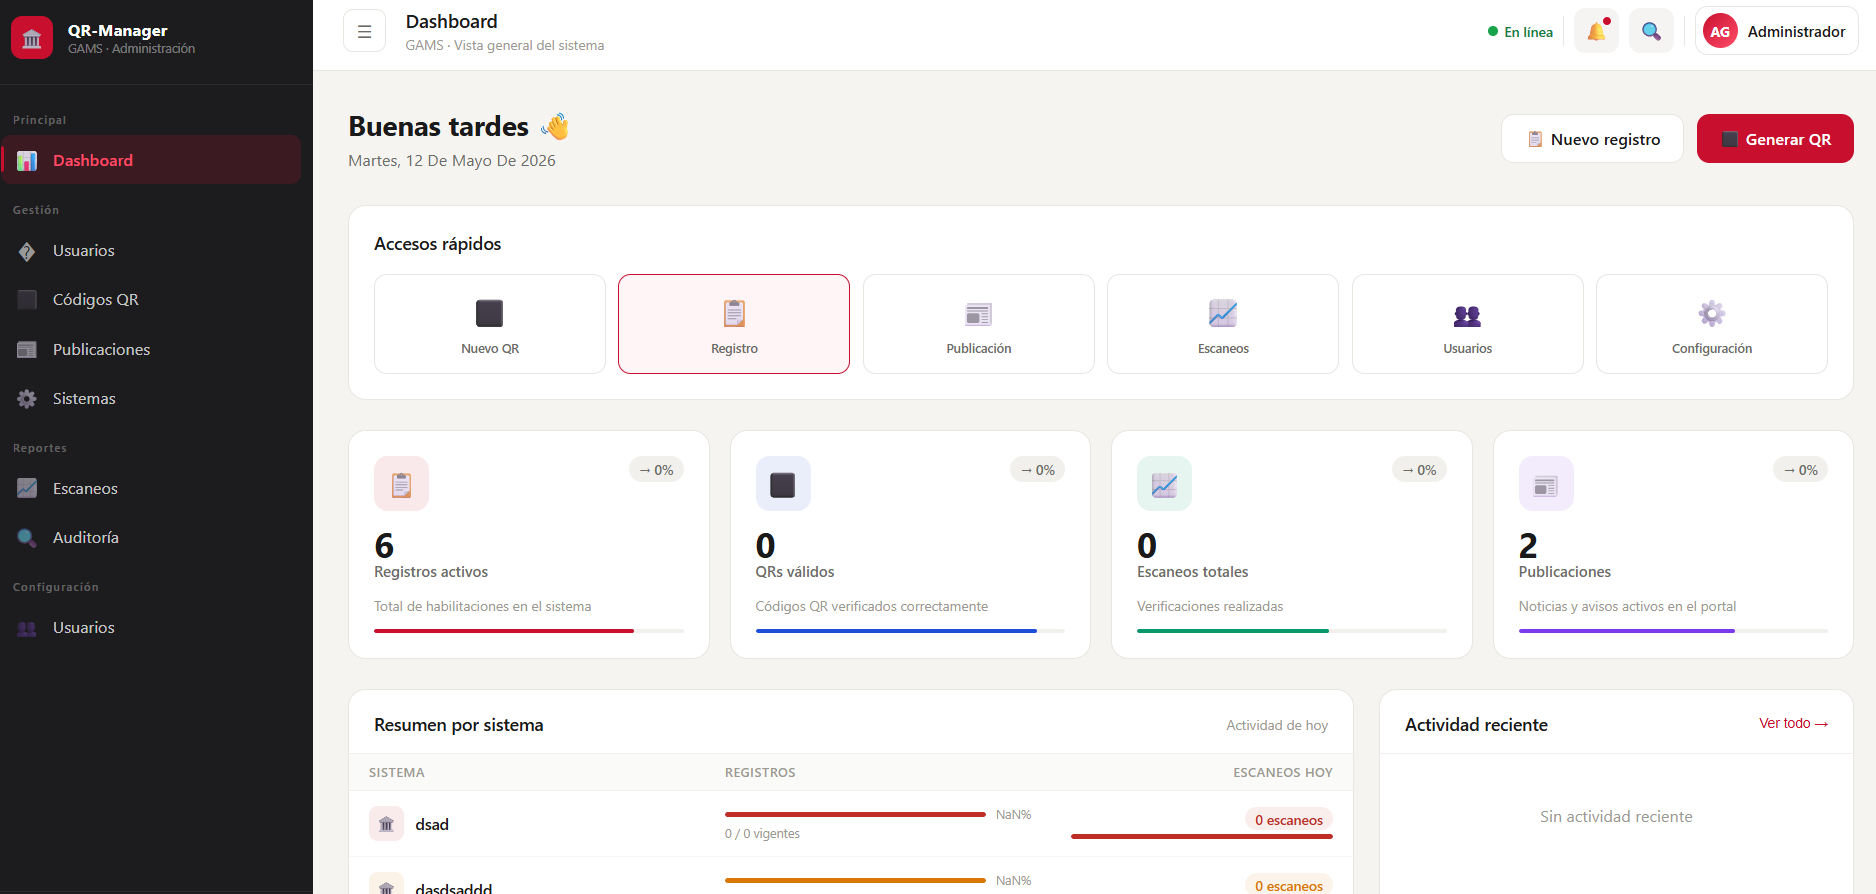 QR-Manager
GAMS · Administración
Principal
Dashboard
Gestión
Usuarios
Códigos QR
Publicaciones
Sistemas
Reportes
Escaneos
Auditoría
Configuración
Usuarios
Dashboard
GAMS · Vista general del sistema
En línea
AG Administrador
Buenas tardes
Martes, 12 De Mayo De 2026
Nuevo registro
Generar QR
Accesos rápidos
Nuevo QR
Registro
Publicación
Escaneos
Usuarios
Configuración
→ 0%
6
Registros activos
Total de habilitaciones en el sistema
→ 0%
0
QRs válidos
Códigos QR verificados correctamente
→ 0%
0
Escaneos totales
Verificaciones realizadas
→ 0%
2
Publicaciones
Noticias y avisos activos en el portal
Resumen por sistema
Actividad de hoy
SISTEMA REGISTROS ESCANEOS HOY
dsad
NaN%
0 / 0 vigentes
0 escaneos
dasdsaddd
NaN%
0 escaneos
Actividad reciente
Ver todo →
Sin actividad reciente